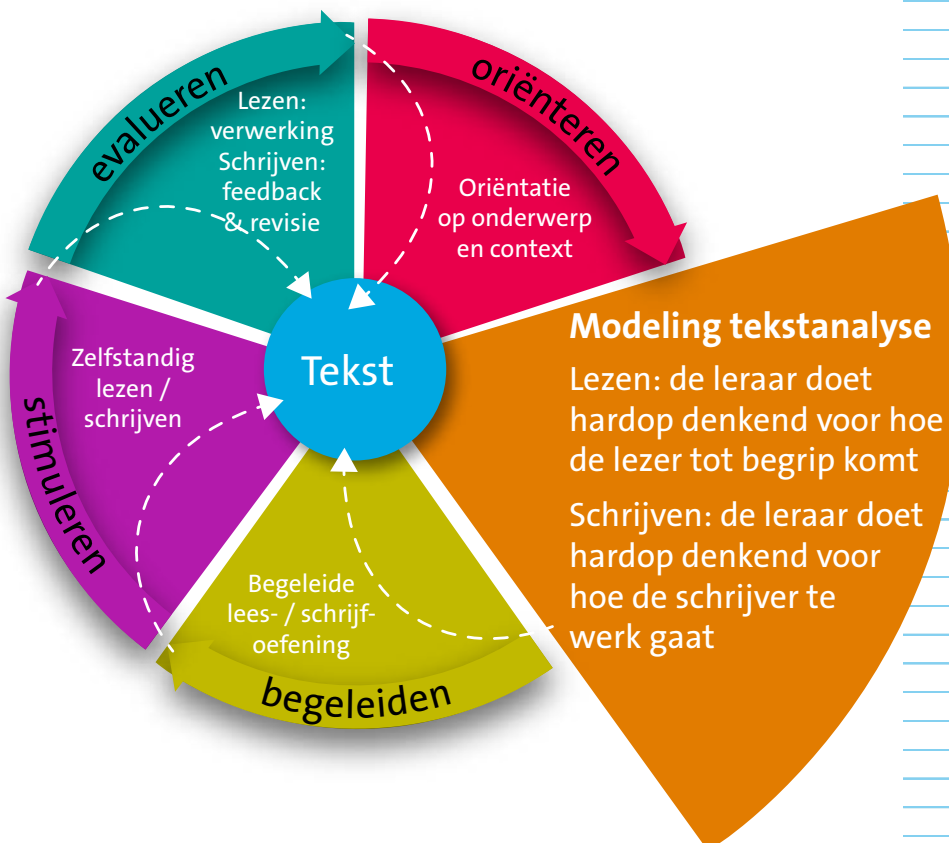 oriënteren
Oriëntatie
op onderwerp
en context
Modeling tekstanalyse
Lezen: de leraar doet
hardop denkend voor hoe
de lezer tot begrip komt
Schrijven: de leraar doet
hardop denkend voor
hoe de schrijver te
werk gaat
begeleiden
Begeleide
lees- / schrijf-
oefening
stimuleren
Zelfstandig
lezen /
schrijven
evalueren
Lezen:
verwerking
Schrijven:
feedback
& revisie
Tekst